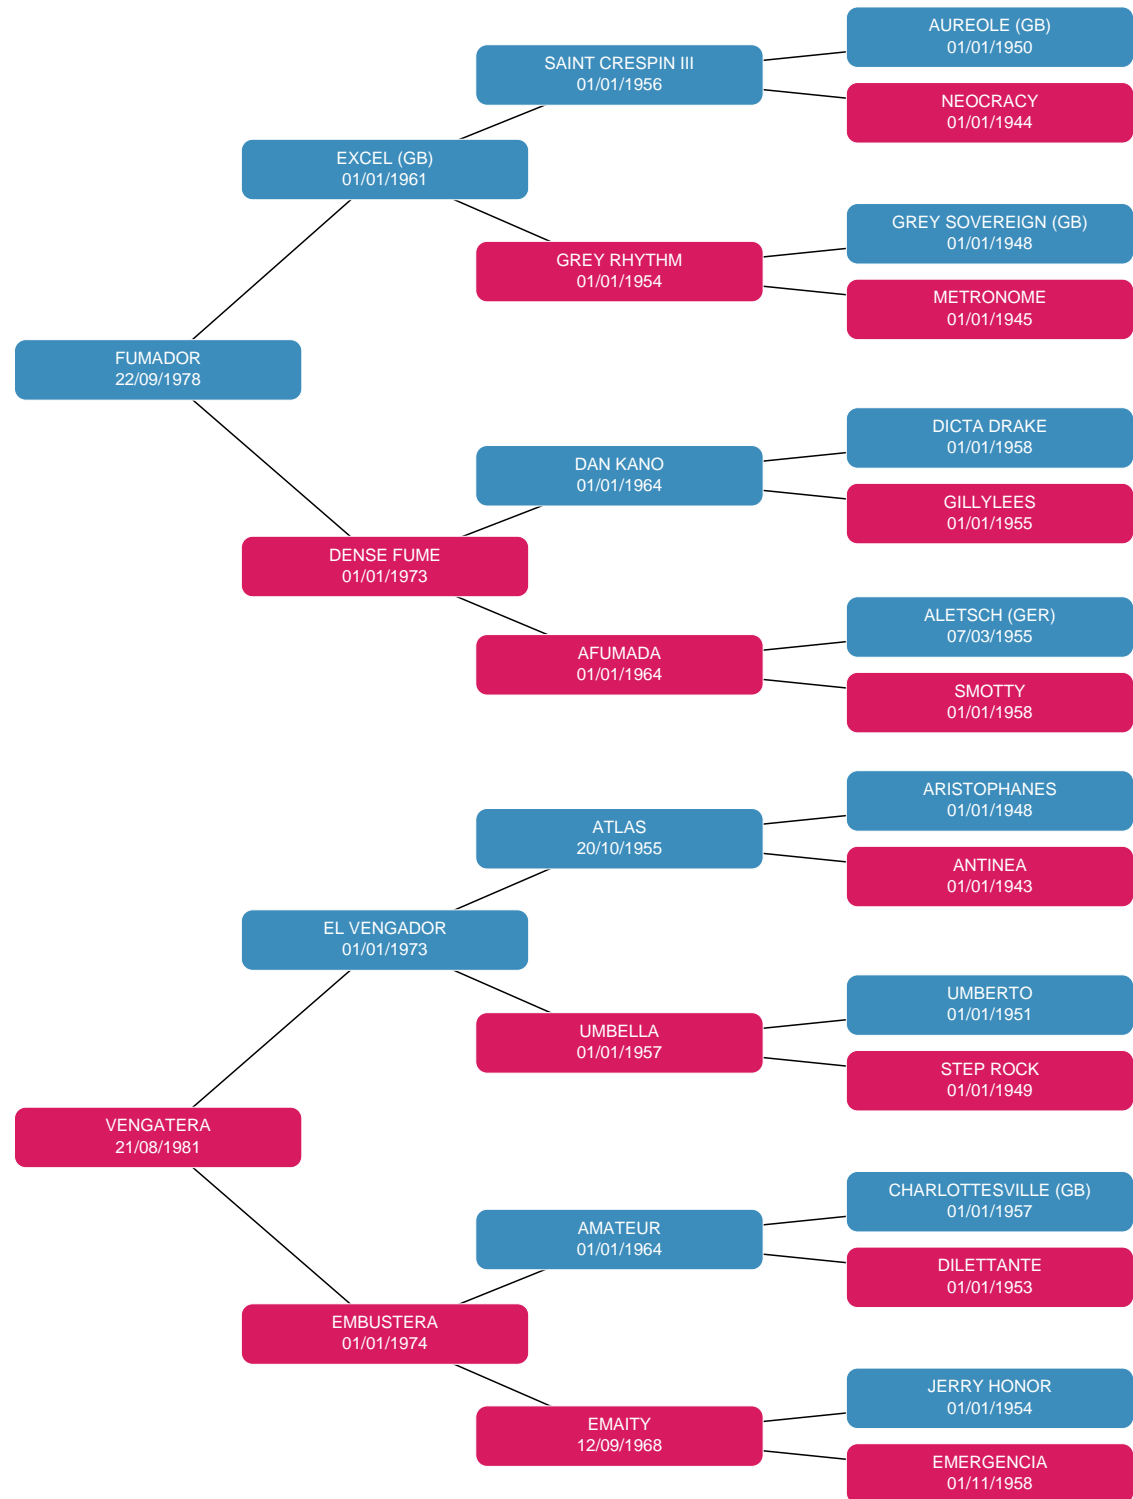 AUREOLE (GB)
01/01/1950
SAINT CRESPIN III
01/01/1956
NEOCRACY
01/01/1944
EXCEL (GB)
01/01/1961
GREY SOVEREIGN (GB)
01/01/1948
GREY RHYTHM
01/01/1954
METRONOME
01/01/1945
FUMADOR
22/09/1978
DICTA DRAKE
01/01/1958
DAN KANO
01/01/1964
GILLYLEES
01/01/1955
DENSE FUME
01/01/1973
ALETSCH (GER)
07/03/1955
AFUMADA
01/01/1964
SMOTTY
01/01/1958
ARISTOPHANES
01/01/1948
ATLAS
20/10/1955
ANTINEA
01/01/1943
EL VENGADOR
01/01/1973
UMBERTO
01/01/1951
UMBELLA
01/01/1957
STEP ROCK
01/01/1949
VENGATERA
21/08/1981
CHARLOTTESVILLE (GB)
01/01/1957
AMATEUR
01/01/1964
DILETTANTE
01/01/1953
EMBUSTERA
01/01/1974
JERRY HONOR
01/01/1954
EMAITY
12/09/1968
EMERGENCIA
01/11/1958